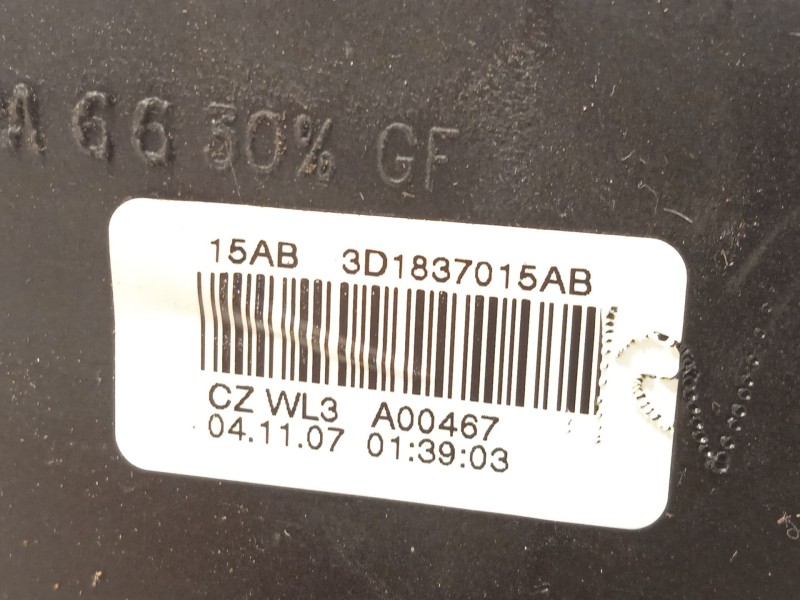 A 66 30% GF
15AB 3D1837015AB
CZ WL3 A00467
04.11.07 01:39:03